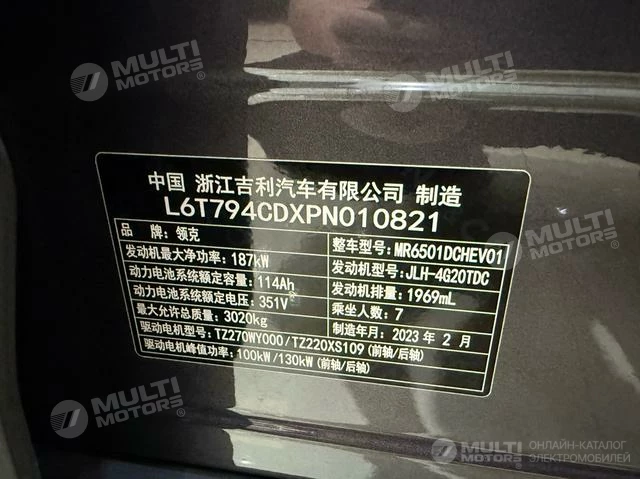 MULTI
MOTORS®
MULTI
MOTORS®
中国 浙江吉利汽车有限公司 制造
L6T794CDXPN010821
品 牌: 领克
发动机最大净功率: 187kW
整车型号: MR6501DCHEV01
动力电池系统额定容量: 114Ah
发动机型号: JLH-4G20TDC
动力电池系统额定电压: 351V
发动机排量: 1969mL
最大允许总质量: 3020kg
乘坐人数: 7
制造年月: 2023 年 2 月
驱动电机型号: TZ270WY000/TZ220XS109 (前轴/后轴)
驱动电机峰值功率: 100kW/130kW (前轴/后轴)
MULTI
MOTORS®
MULTI
MOTORS
ОНЛАЙН-КАТАЛОГ
ЭЛЕКТРОМОБИЛЕЙ